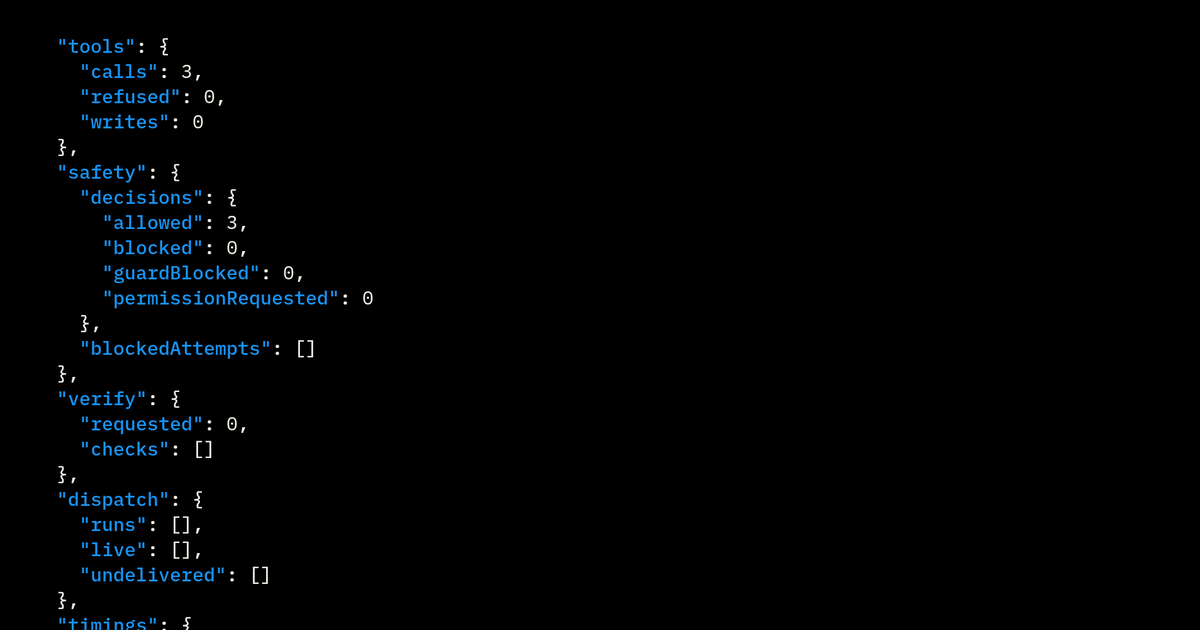 "tools": {
"calls": 3,
"refused": 0,
"writes": 0
},
"safety": {
"decisions": {
"allowed": 3,
"blocked": 0,
"guardBlocked": 0,
"permissionRequested": 0
},
"blockedAttempts": []
},
"verify": {
"requested": 0,
"checks": []
},
"dispatch": {
"runs": [],
"live": [],
"undelivered": []
},
"timings": {